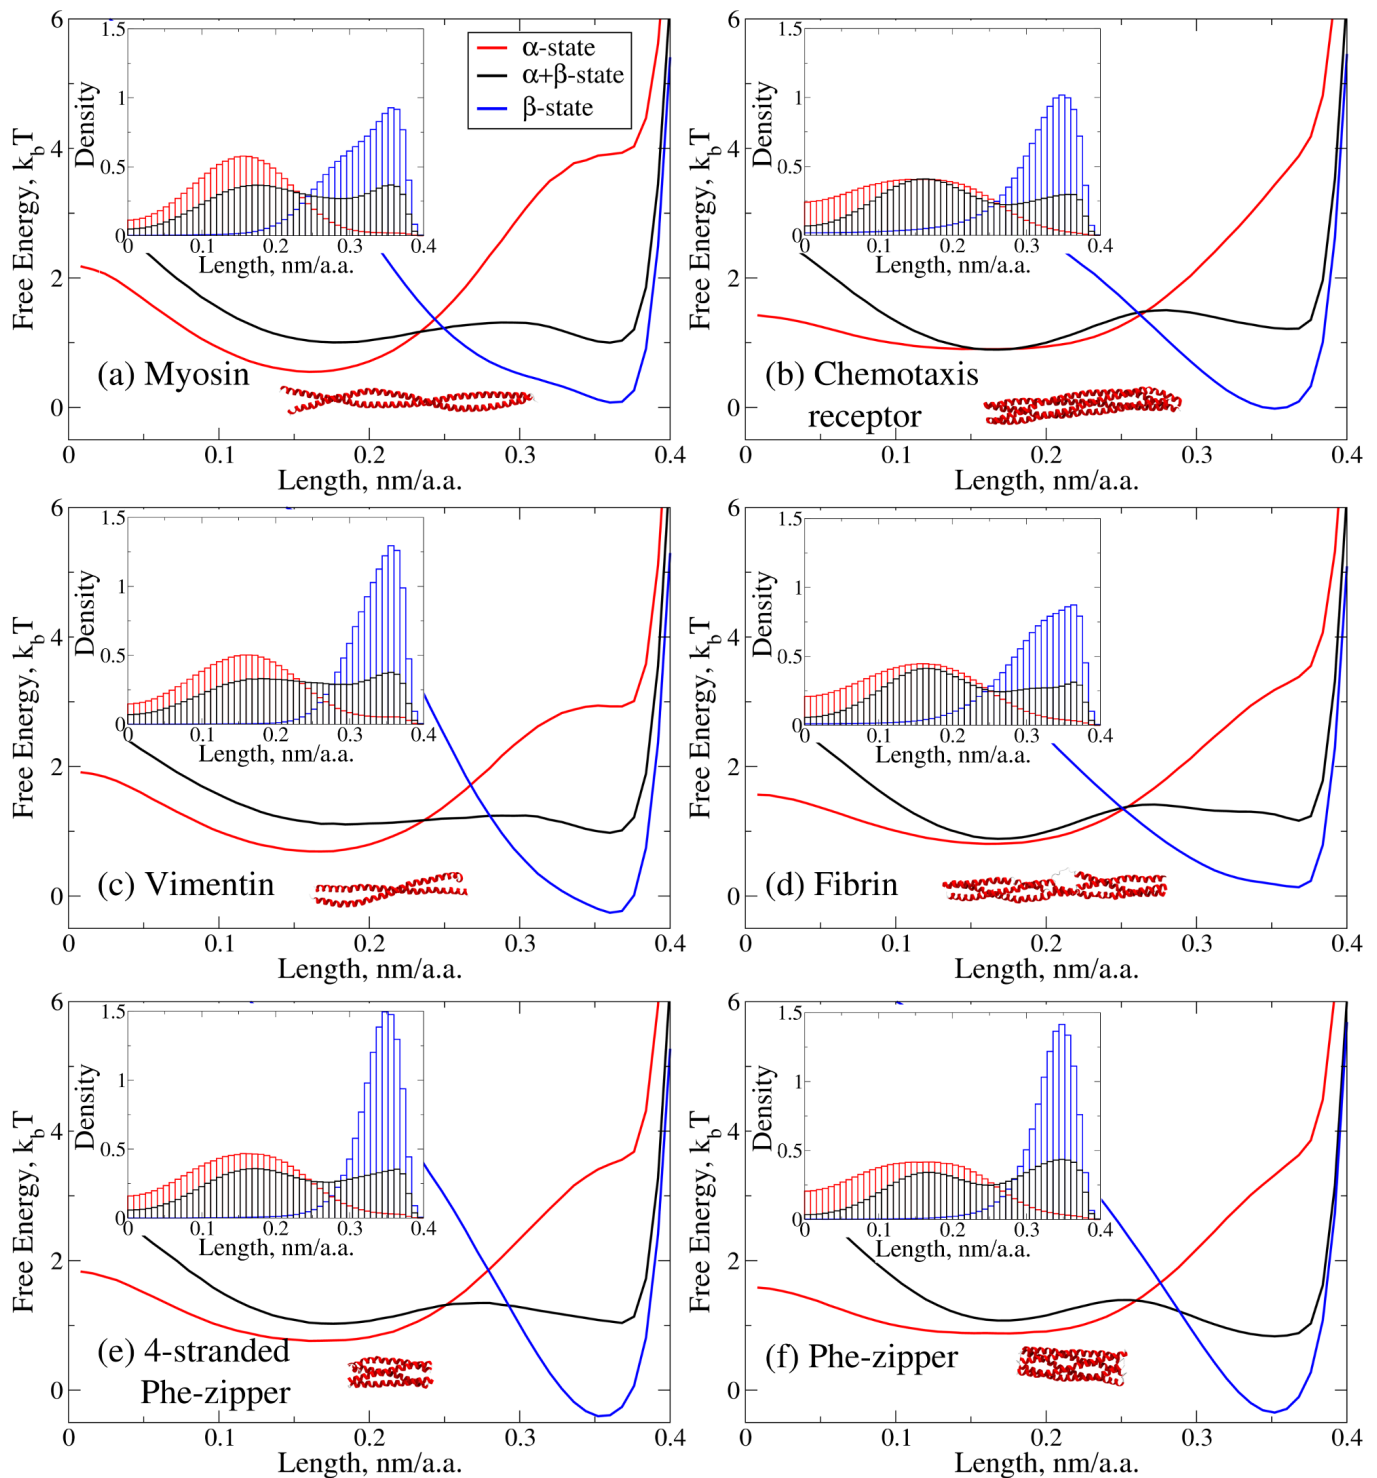 6
4
2
0
Free Energy, k_bT
1.5
1
0.5
0
Density
0 0.1 0.2 0.3 0.4
Length, nm/a.a.
α-state
α+β-state
β-state
(a) Myosin
0 0.1 0.2 0.3 0.4
Length, nm/a.a.
6
4
2
0
Free Energy, k_bT
1.5
1
0.5
0
Density
0 0.1 0.2 0.3 0.4
Length, nm/a.a.
(b) Chemotaxis
receptor
0 0.1 0.2 0.3 0.4
Length, nm/a.a.
6
4
2
0
Free Energy, k_bT
1.5
1
0.5
0
Density
0 0.1 0.2 0.3 0.4
Length, nm/a.a.
(c) Vimentin
0 0.1 0.2 0.3 0.4
Length, nm/a.a.
6
4
2
0
Free Energy, k_bT
1.5
1
0.5
0
Density
0 0.1 0.2 0.3 0.4
Length, nm/a.a.
(d) Fibrin
0 0.1 0.2 0.3 0.4
Length, nm/a.a.
6
4
2
0
Free Energy, k_bT
1.5
1
0.5
0
Density
0 0.1 0.2 0.3 0.4
Length, nm/a.a.
(e) 4-stranded
Phe-zipper
0 0.1 0.2 0.3 0.4
Length, nm/a.a.
6
4
2
0
Free Energy, k_bT
1.5
1
0.5
0
Density
0 0.1 0.2 0.3 0.4
Length, nm/a.a.
(f) Phe-zipper
0 0.1 0.2 0.3 0.4
Length, nm/a.a.